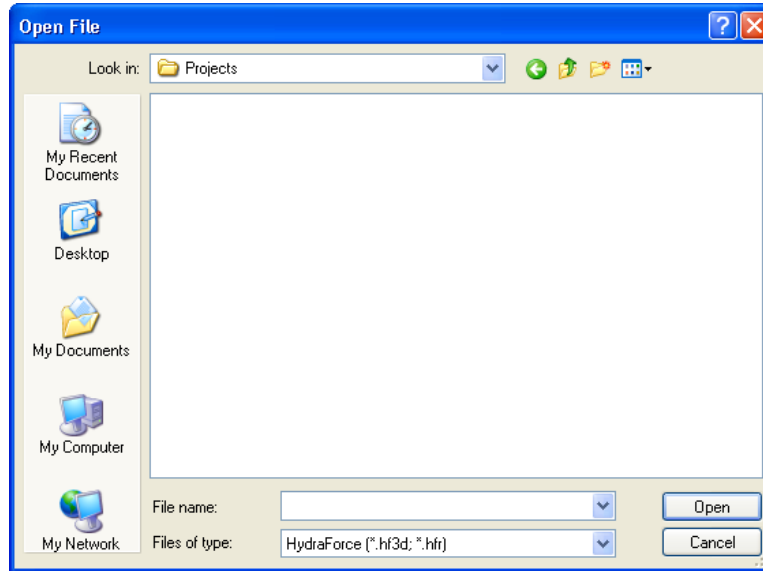 Open File
Look in:
Projects
My Recent
Documents
Desktop
My Documents
My Computer
My Network
File name:
Open
Files of type:
HydraForce (*.hf3d; *.hfr)
Cancel